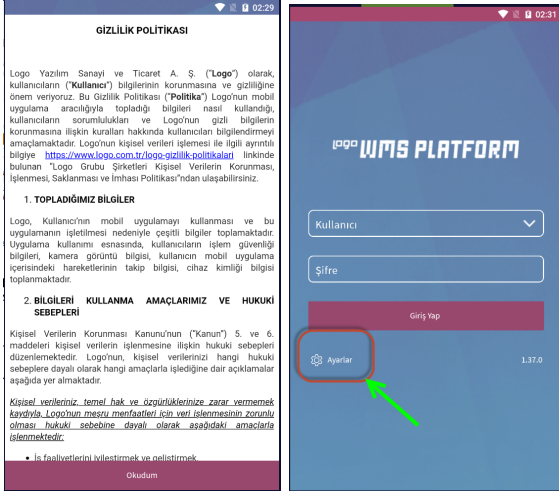 02:29
GİZLİLİK POLİTİKASI
Logo Yazılım Sanayi ve Ticaret A. Ş. ("Logo") olarak,
kullanıcıların ("Kullanıcı") bilgilerinin korunmasına ve gizliliğine
önem veriyoruz. Bu Gizlilik Politikası ("Politika") Logo'nun mobil
uygulama aracılığıyla topladığı bilgileri nasıl kullandığı,
kullanıcıların sorumlulukları ve Logo'nun gizli bilgilerin
korunmasına ilişkin kuralları hakkında kullanıcıları bilgilendirmeyi
amaçlamaktadır. Logo'nun kişisel verileri işlemesi ile ilgili ayrıntılı
bilgiye https://www.logo.com.tr/logo-gizlilik-politikalari linkinde
bulunan "Logo Grubu Şirketleri Kişisel Verilerin Korunması,
İşlenmesi, Saklanması ve İmhası Politikası"ndan ulaşabilirsiniz.
1. TOPLADIĞIMIZ BİLGİLER
Logo, Kullanıcı'nın mobil uygulamayı kullanması ve bu
uygulamanın işletilmesi nedeniyle çeşitli bilgiler toplamaktadır.
Uygulama kullanımı esnasında, kullanıcıların işlem güvenliği
bilgileri, kamera görüntü bilgisi, kullanıcın mobil uygulama
içerisindeki hareketlerinin takip bilgisi, cihaz kimliği bilgisi
toplanmaktadır.
2. BİLGİLERİ KULLANMA AMAÇLARIMIZ VE HUKUKİ
SEBEPLERİ
Kişisel Verilerin Korunması Kanunu'nun ("Kanun") 5. ve 6.
maddeleri kişisel verilerin işlenmesine ilişkin hukuki sebepleri
düzenlemektedir. Logo'nun, kişisel verilerinizi hangi hukuki
sebeplere dayalı olarak hangi amaçlarla işlediğine dair açıklamalar
aşağıda yer almaktadır.
Kişisel verileriniz, temel hak ve özgürlüklerinize zarar vermemek
kaydıyla, Logo'nun meşru menfaatleri için veri işlenmesinin zorunlu
olması hukuki sebebine dayalı olarak aşağıdaki amaçlarla
işlenmektedir:
• İş faaliyetlerini iyileştirmek ve geliştirmek,
Okudum
02:31
LOGO WMS PLATFORM
Kullanıcı
Şifre
Giriş Yap
Ayarlar
1.37.0